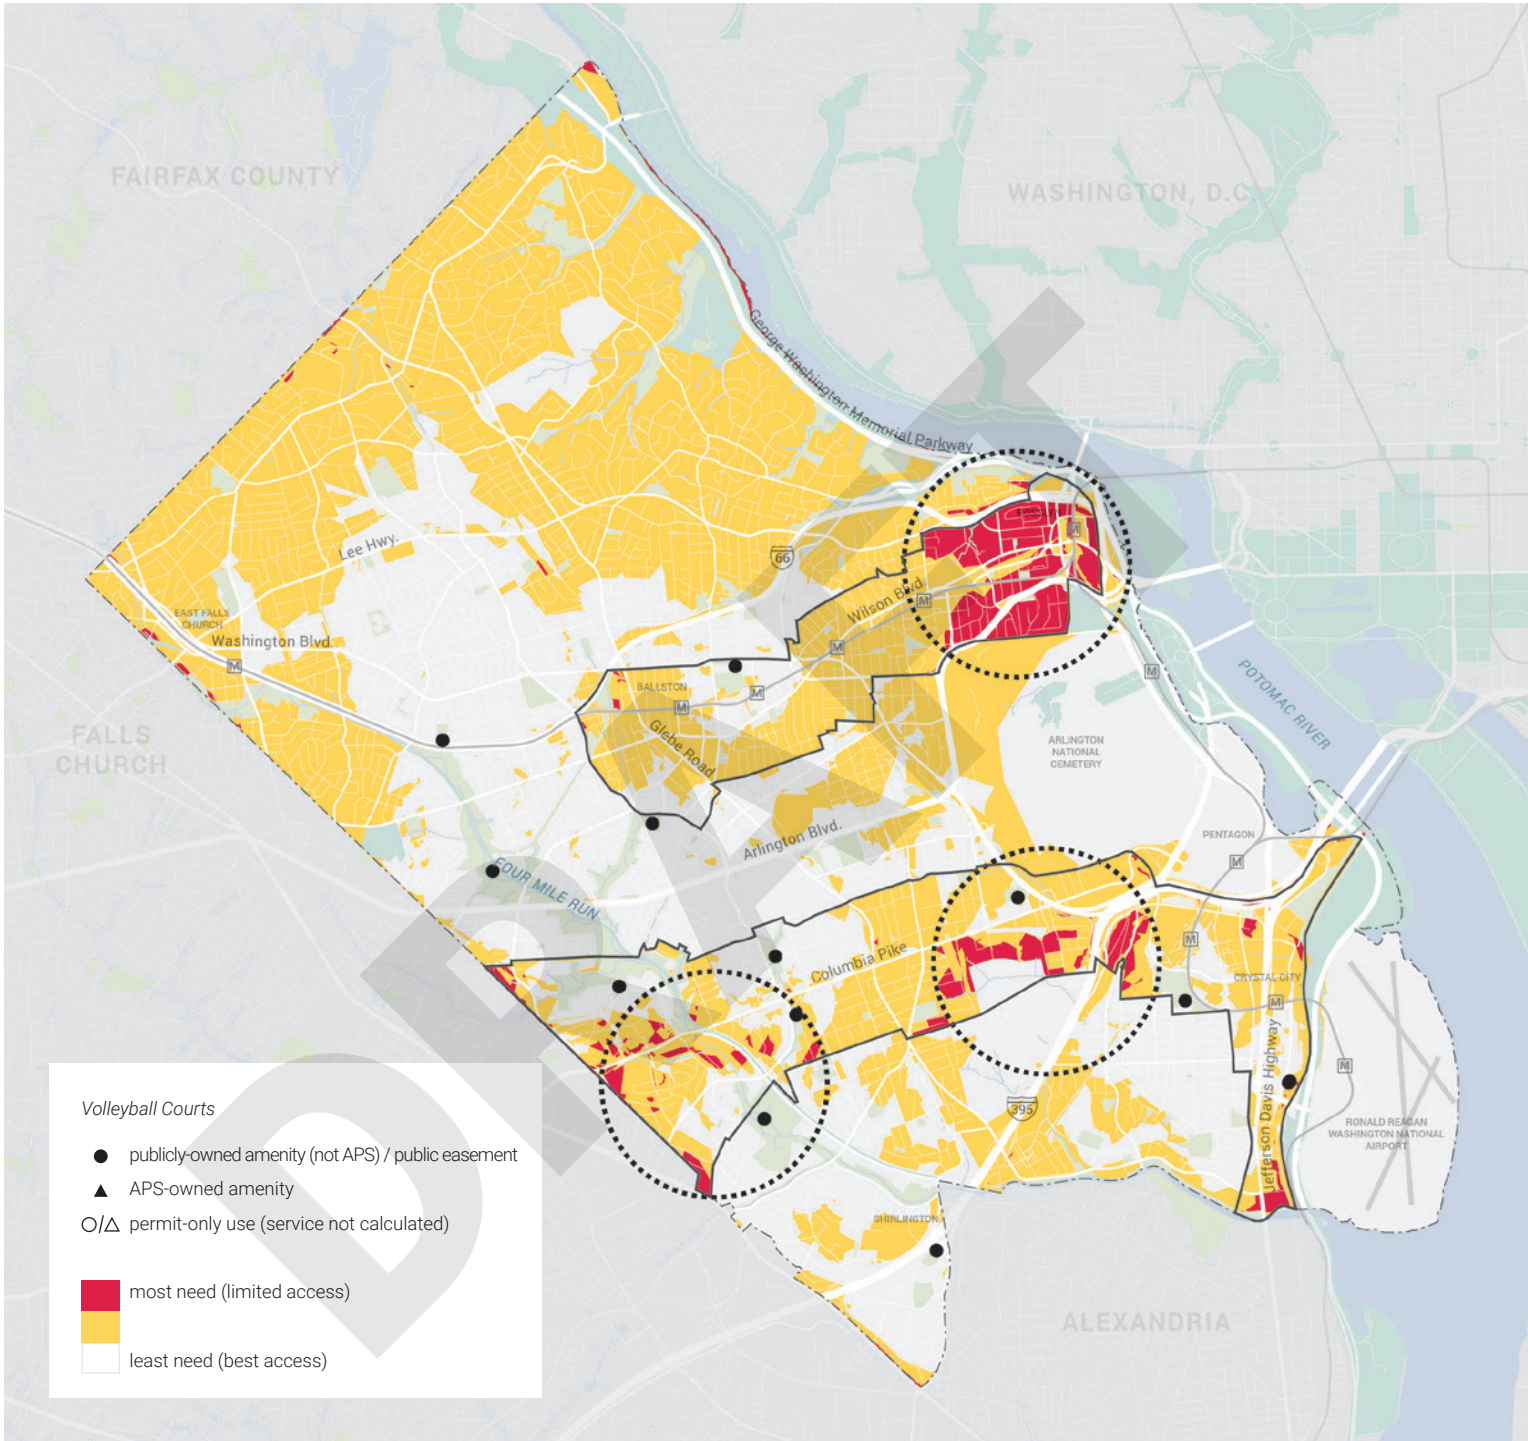 FAIRFAX COUNTY
WASHINGTON, D.C.
George Washington Memorial Parkway
Lee Hwy.
66
ROSSLYN
M
Wilson Blvd.
M
EAST FALLS
CHURCH
Washington Blvd.
M
M
BALLSTON
M
M
M
POTOMAC RIVER
FALLS
CHURCH
Glebe Road
ARLINGTON
NATIONAL
CEMETERY
Arlington Blvd.
PENTAGON
M
FOUR MILE RUN
Columbia Pike
M
CRYSTAL CITY
M
Jefferson Davis Highway
M
395
RONALD REAGAN
WASHINGTON NATIONAL
AIRPORT
SHIRLINGTON
ALEXANDRIA
DRAFT
Volleyball Courts
publicly-owned amenity (not APS) / public easement
APS-owned amenity
permit-only use (service not calculated)
most need (limited access)
least need (best access)